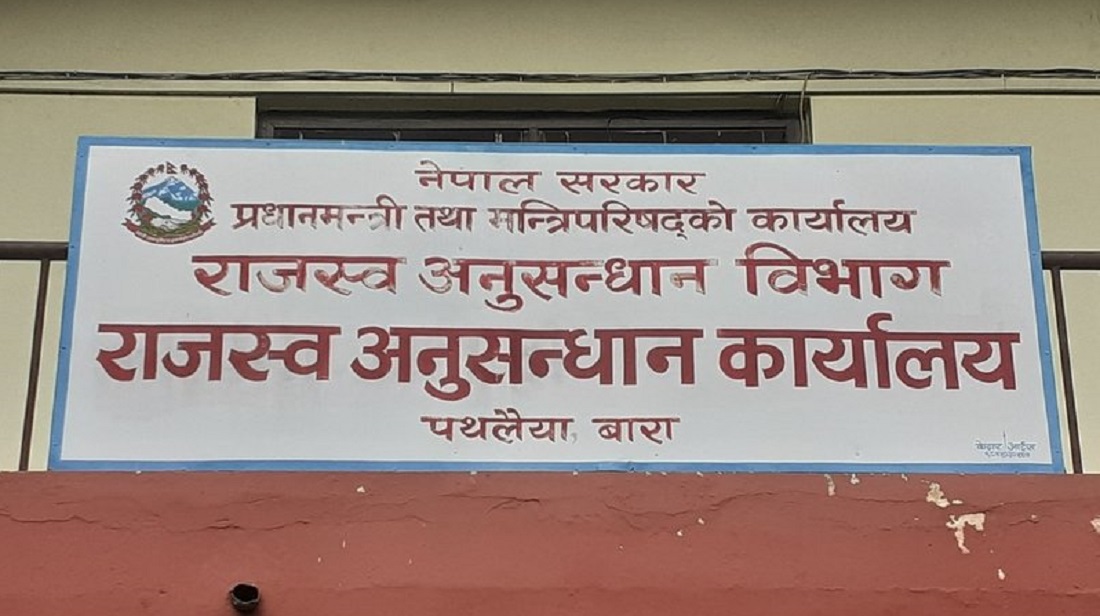 नेपाल सरकार
प्रधानमन्त्री तथा मन्त्रिपरिषद्को कार्यालय
राजस्व अनुसन्धान विभाग
राजस्व अनुसन्धान कार्यालय
पथलैया, बारा